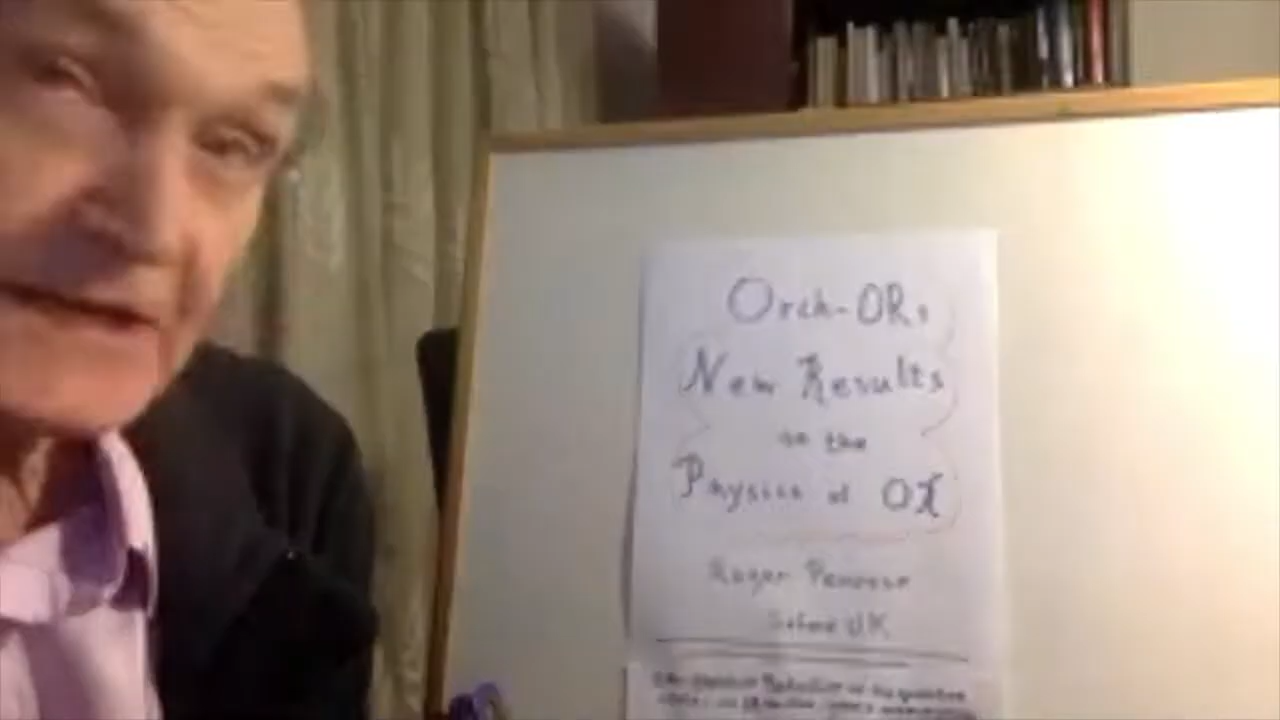 Orch-OR:
New Results
on the
Physics of OR
Roger Penrose
Oxford UK